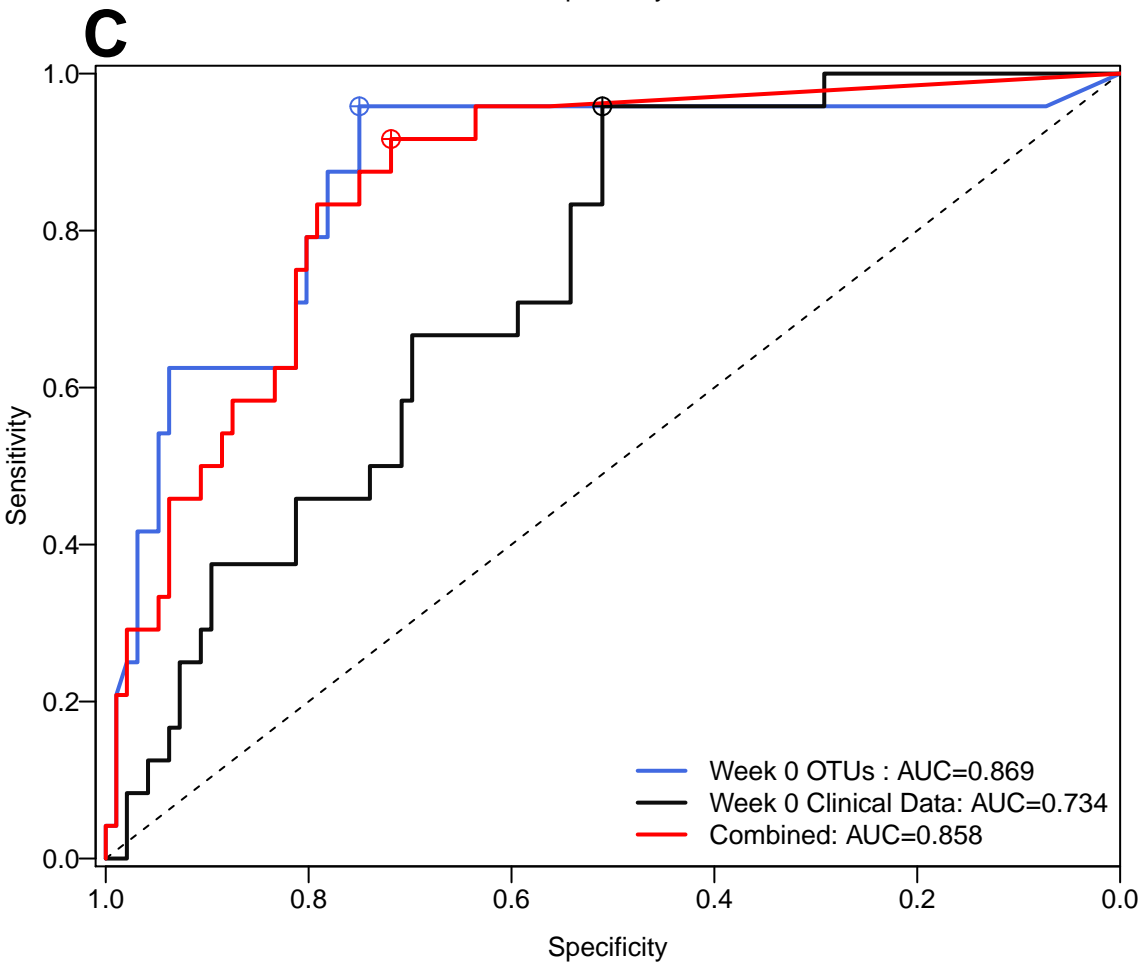 C
1.0
0.8
0.6
0.4
0.2
0.0
Sensitivity
Week 0 OTUs : AUC=0.869
Week 0 Clinical Data: AUC=0.734
Combined: AUC=0.858
1.0 0.8 0.6 0.4 0.2 0.0
Specificity